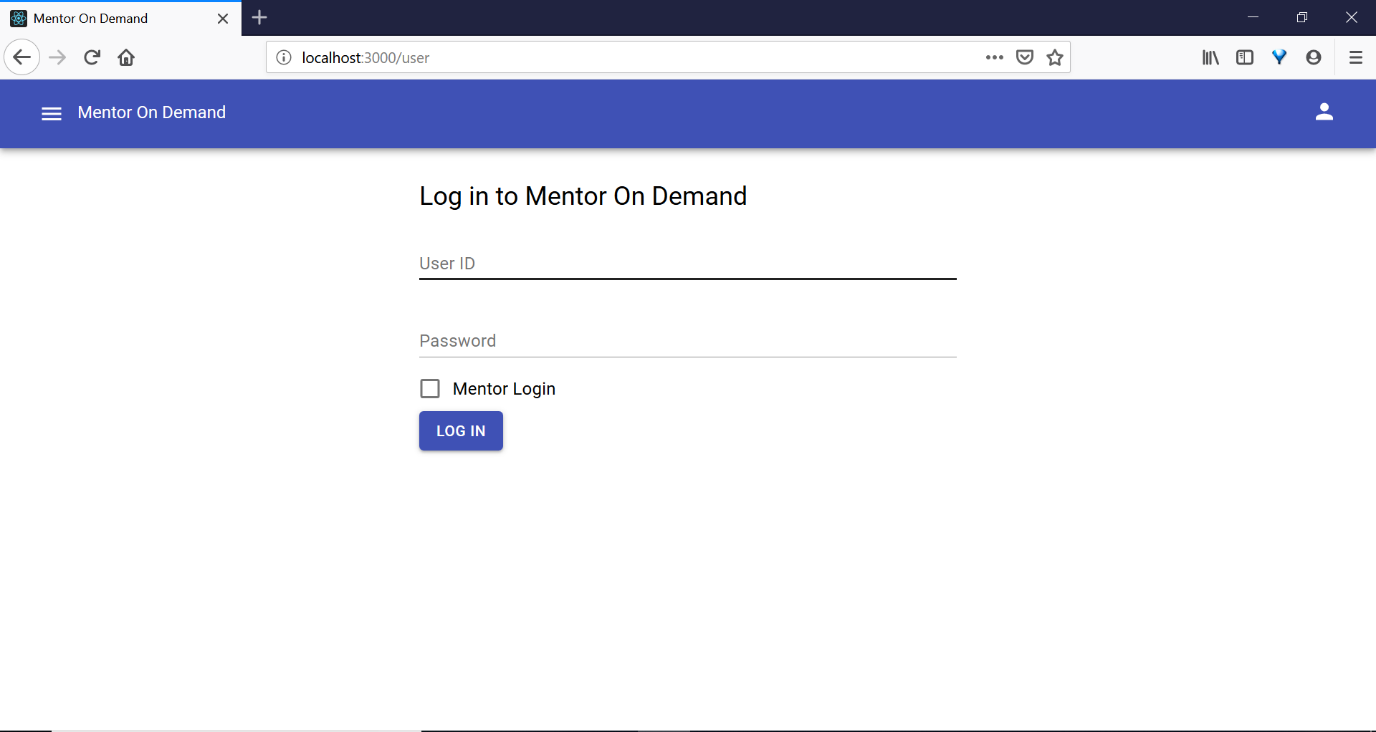 Mentor On Demand
localhost:3000/user
Mentor On Demand
Log in to Mentor On Demand
User ID
Password
Mentor Login
LOG IN